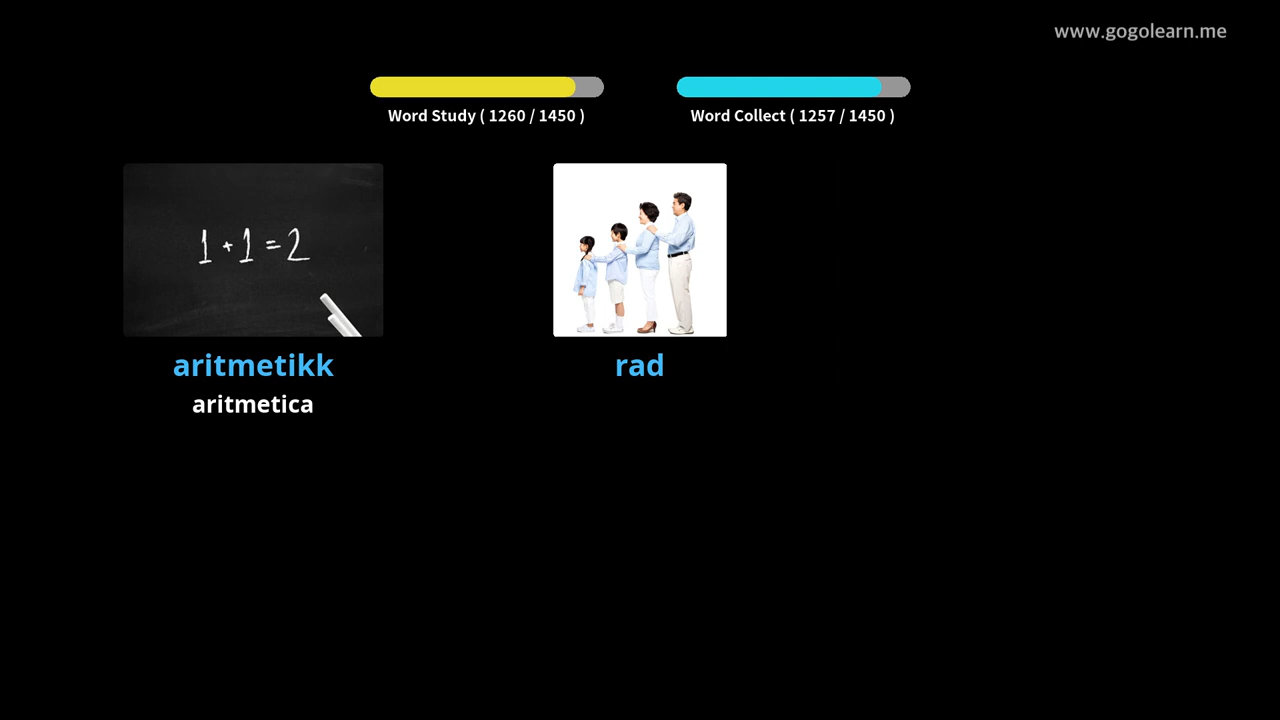 www.gogolearn.me
Word Study ( 1260 / 1450 )
Word Collect ( 1257 / 1450 )
1 + 1 = 2
aritmetikk
aritmetica
rad